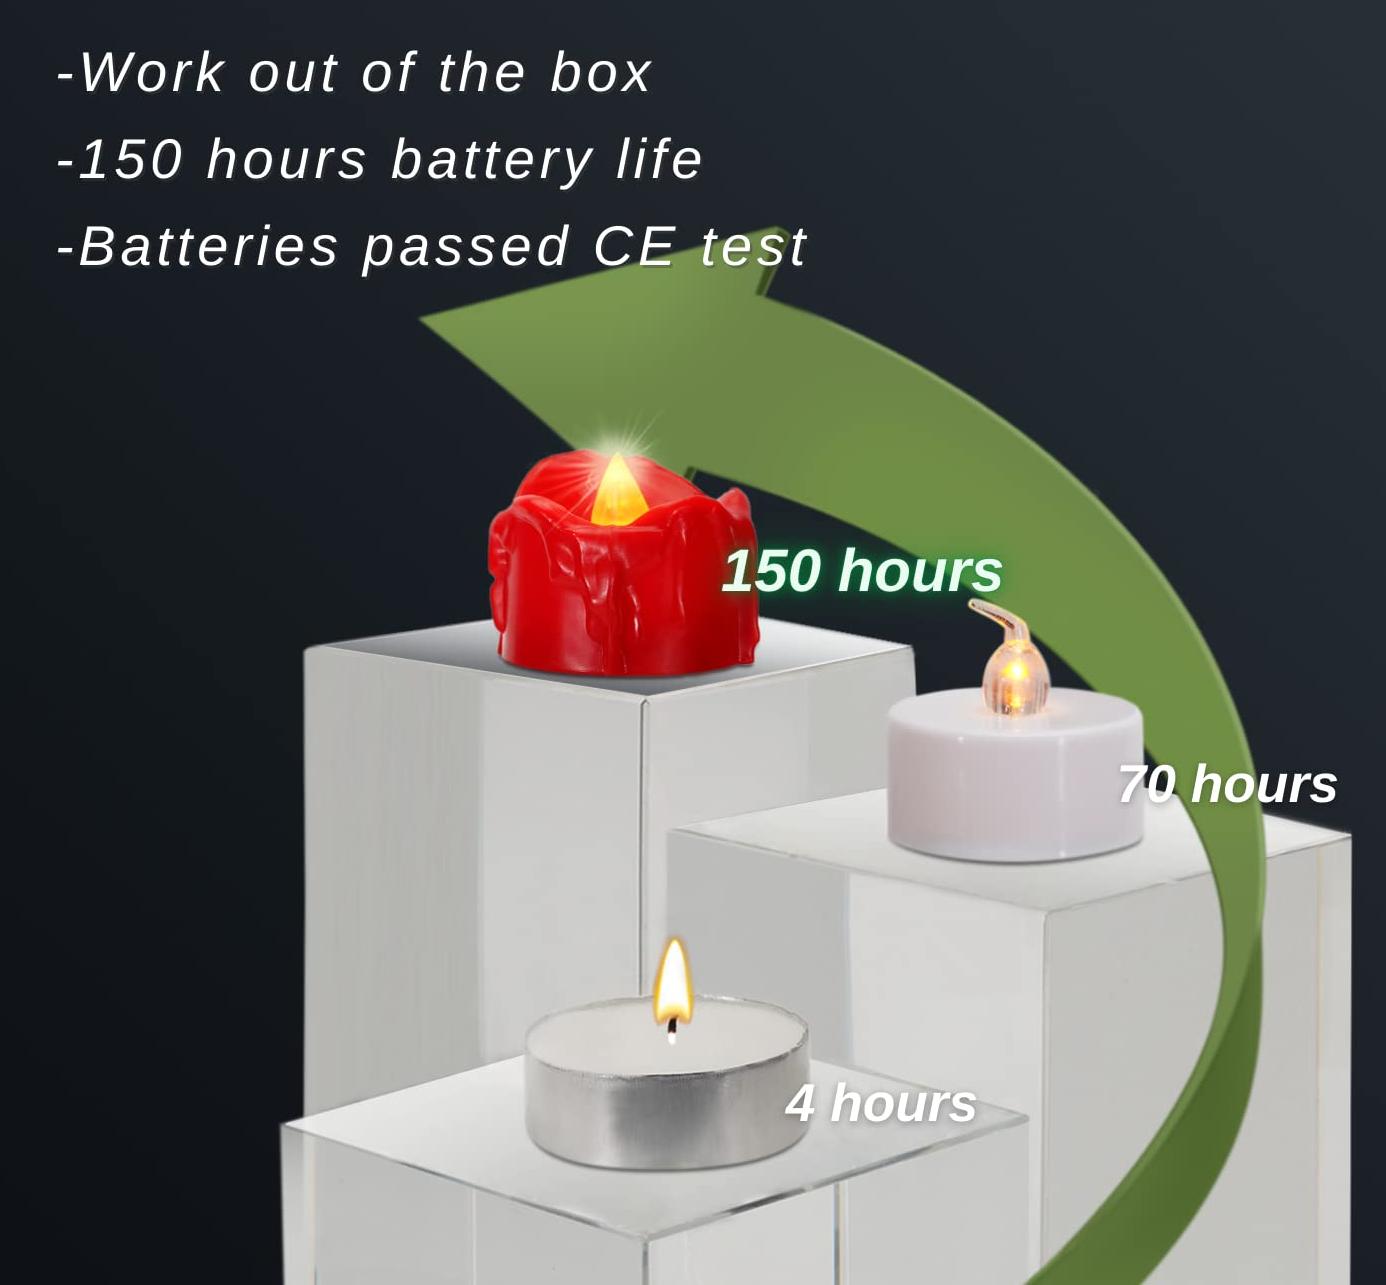 -Work out of the box
-150 hours battery life
-Batteries passed CE test
150 hours
70 hours
4 hours